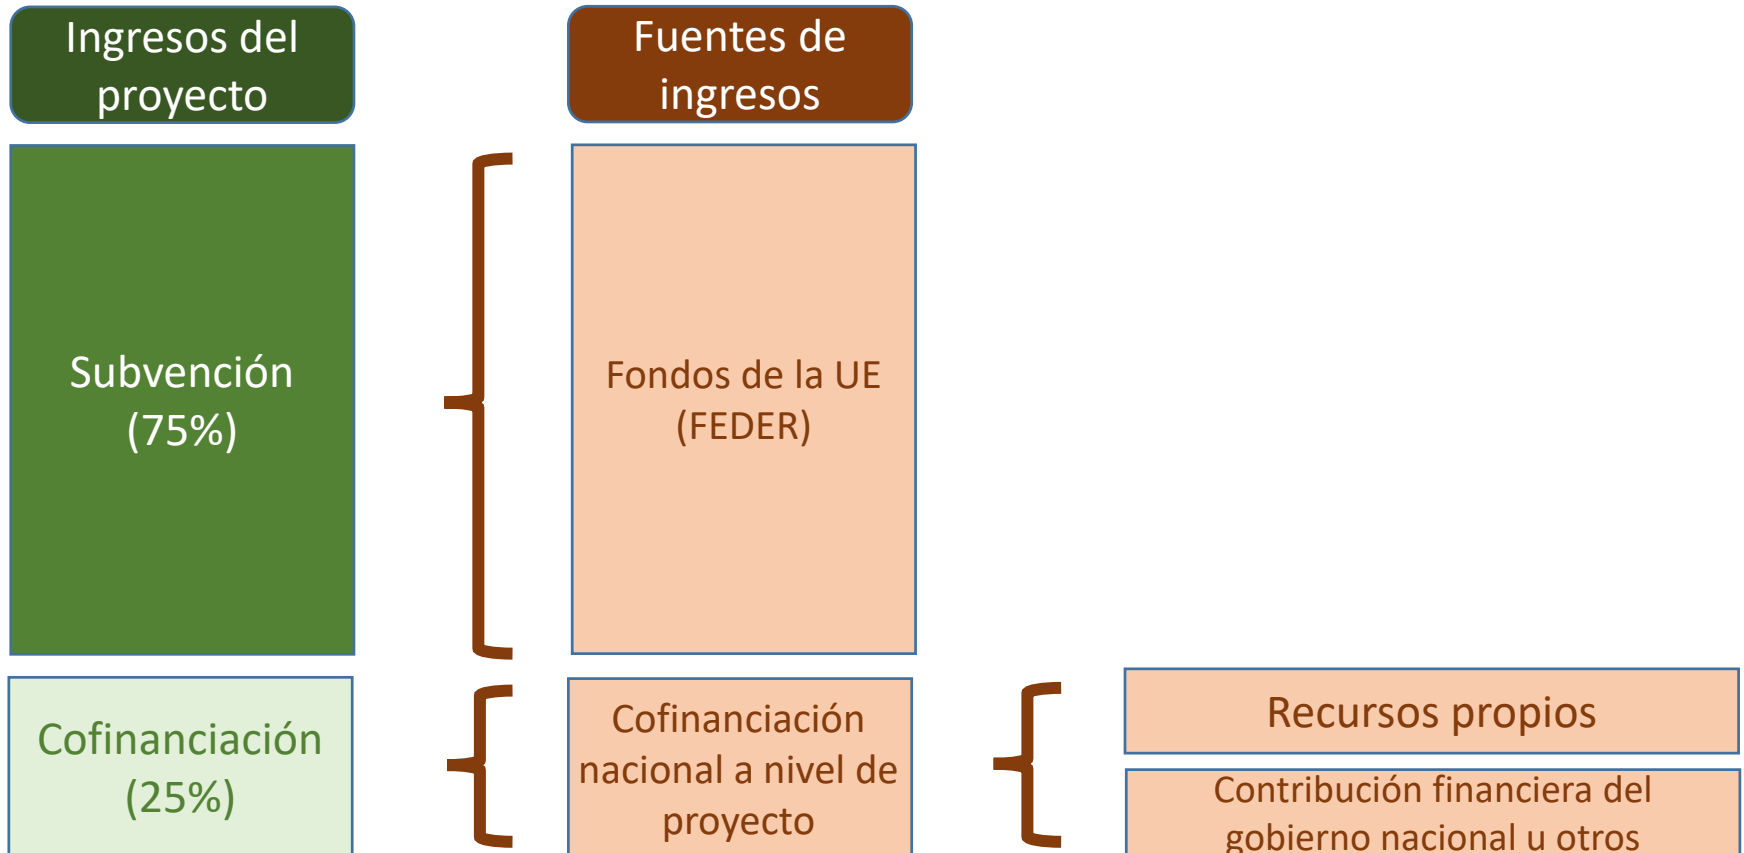 Ingresos del
proyecto
Fuentes de
ingresos
Subvención
(75%)
Fondos de la UE
(FEDER)
Cofinanciación
(25%)
Cofinanciación
nacional a nivel de
proyecto
Recursos propios
Contribución financiera del
gobierno nacional u otros